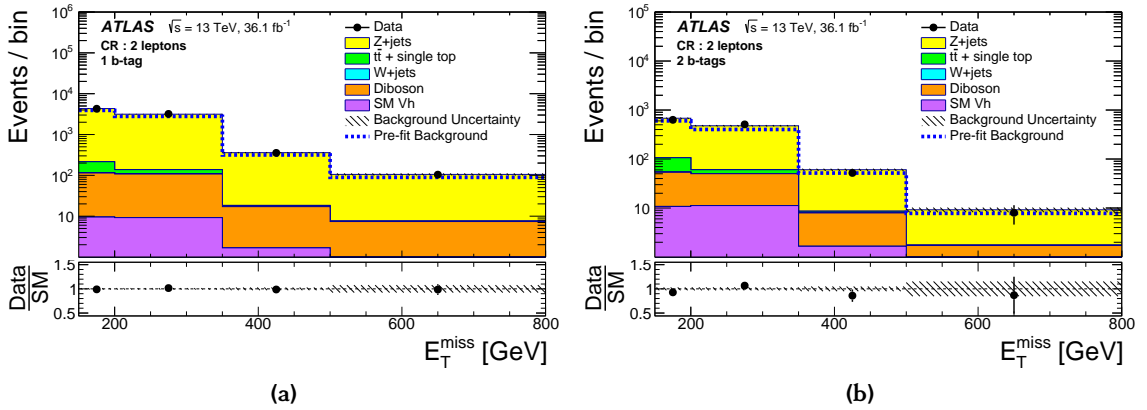 ATLAS √s = 13 TeV, 36.1 fb⁻¹
CR : 2 leptons
1 b-tag
Data
Z+jets
tt̄ + single top
W+jets
Diboson
SM Vh
Background Uncertainty
Pre-fit Background
Events / bin
10⁶
10⁵
10⁴
10³
10²
10
Data
SM
1.5
1
0.5
200 400 600 800
E_T^miss [GeV]
(a)
ATLAS √s = 13 TeV, 36.1 fb⁻¹
CR : 2 leptons
2 b-tags
Data
Z+jets
tt̄ + single top
W+jets
Diboson
SM Vh
Background Uncertainty
Pre-fit Background
Events / bin
10⁵
10⁴
10³
10²
10
Data
SM
1.5
1
0.5
200 400 600 800
E_T^miss [GeV]
(b)